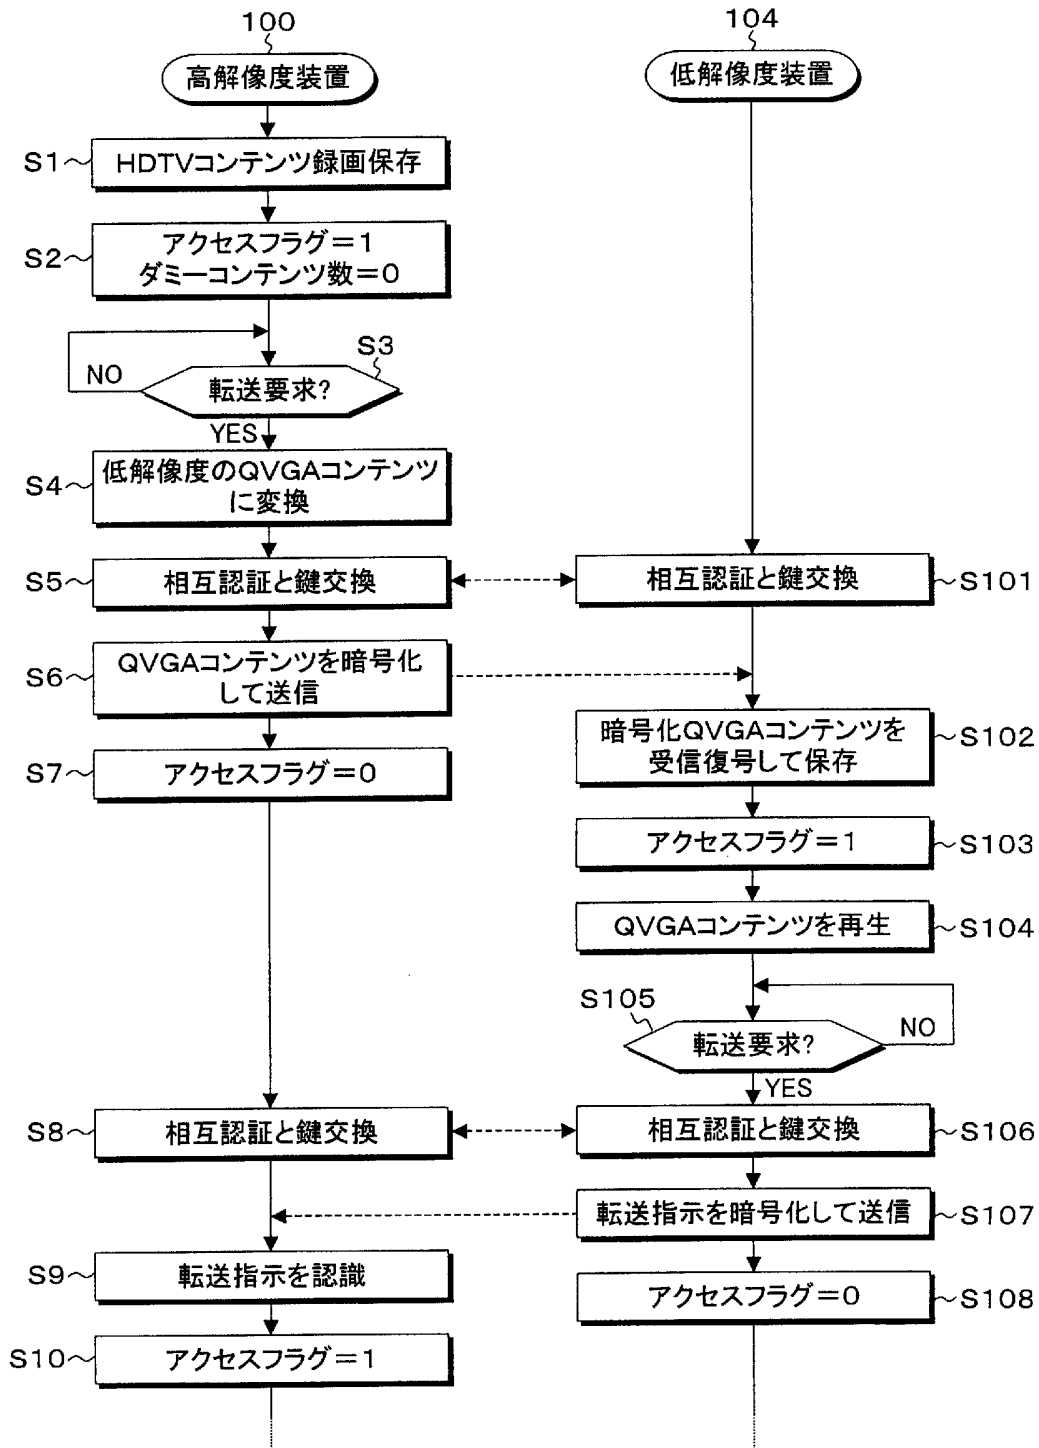 100
高解像度装置
S1
HDTVコンテンツ録画保存
S2
アクセスフラグ=1
ダミーコンテンツ数=0
S3
NO
転送要求?
YES
S4
低解像度のQVGAコンテンツ
に変換
S5
相互認証と鍵交換
S6
QVGAコンテンツを暗号化
して送信
S7
アクセスフラグ=0
S8
相互認証と鍵交換
S9
転送指示を認識
S10
アクセスフラグ=1
104
低解像度装置
相互認証と鍵交換
S101
暗号化QVGAコンテンツを
受信復号して保存
S102
アクセスフラグ=1
S103
QVGAコンテンツを再生
S104
S105
転送要求?
NO
YES
相互認証と鍵交換
S106
転送指示を暗号化して送信
S107
アクセスフラグ=0
S108